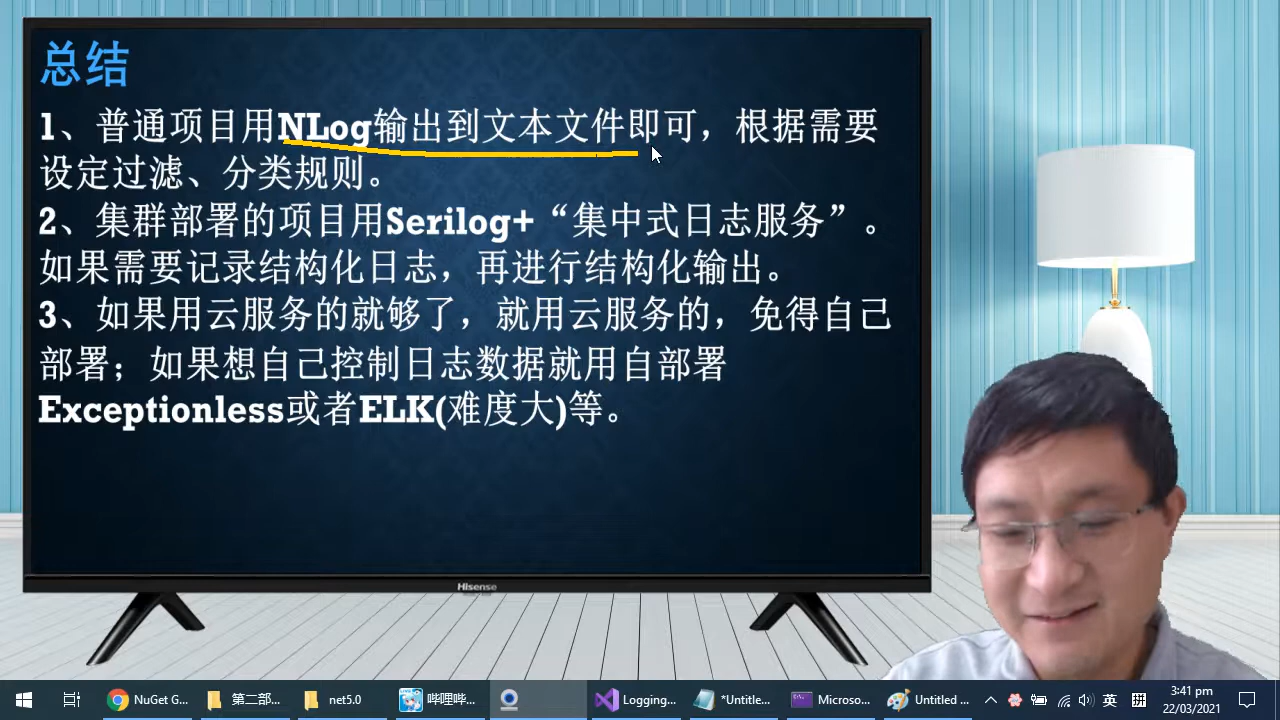 总结
1、普通项目用NLog输出到文本文件即可，根据需要
设定过滤、分类规则。
2、集群部署的项目用Serilog+“集中式日志服务”。
如果需要记录结构化日志，再进行结构化输出。
3、如果用云服务的就够了，就用云服务的，免得自己
部署；如果想自己控制日志数据就用自部署
Exceptionless或者ELK(难度大)等。
Hisense
NuGet G...
第二部...
net5.0
哔哩哔...
Logging...
*Untitle...
Microso...
Untitled ...
英
拼
3:41 pm
22/03/2021